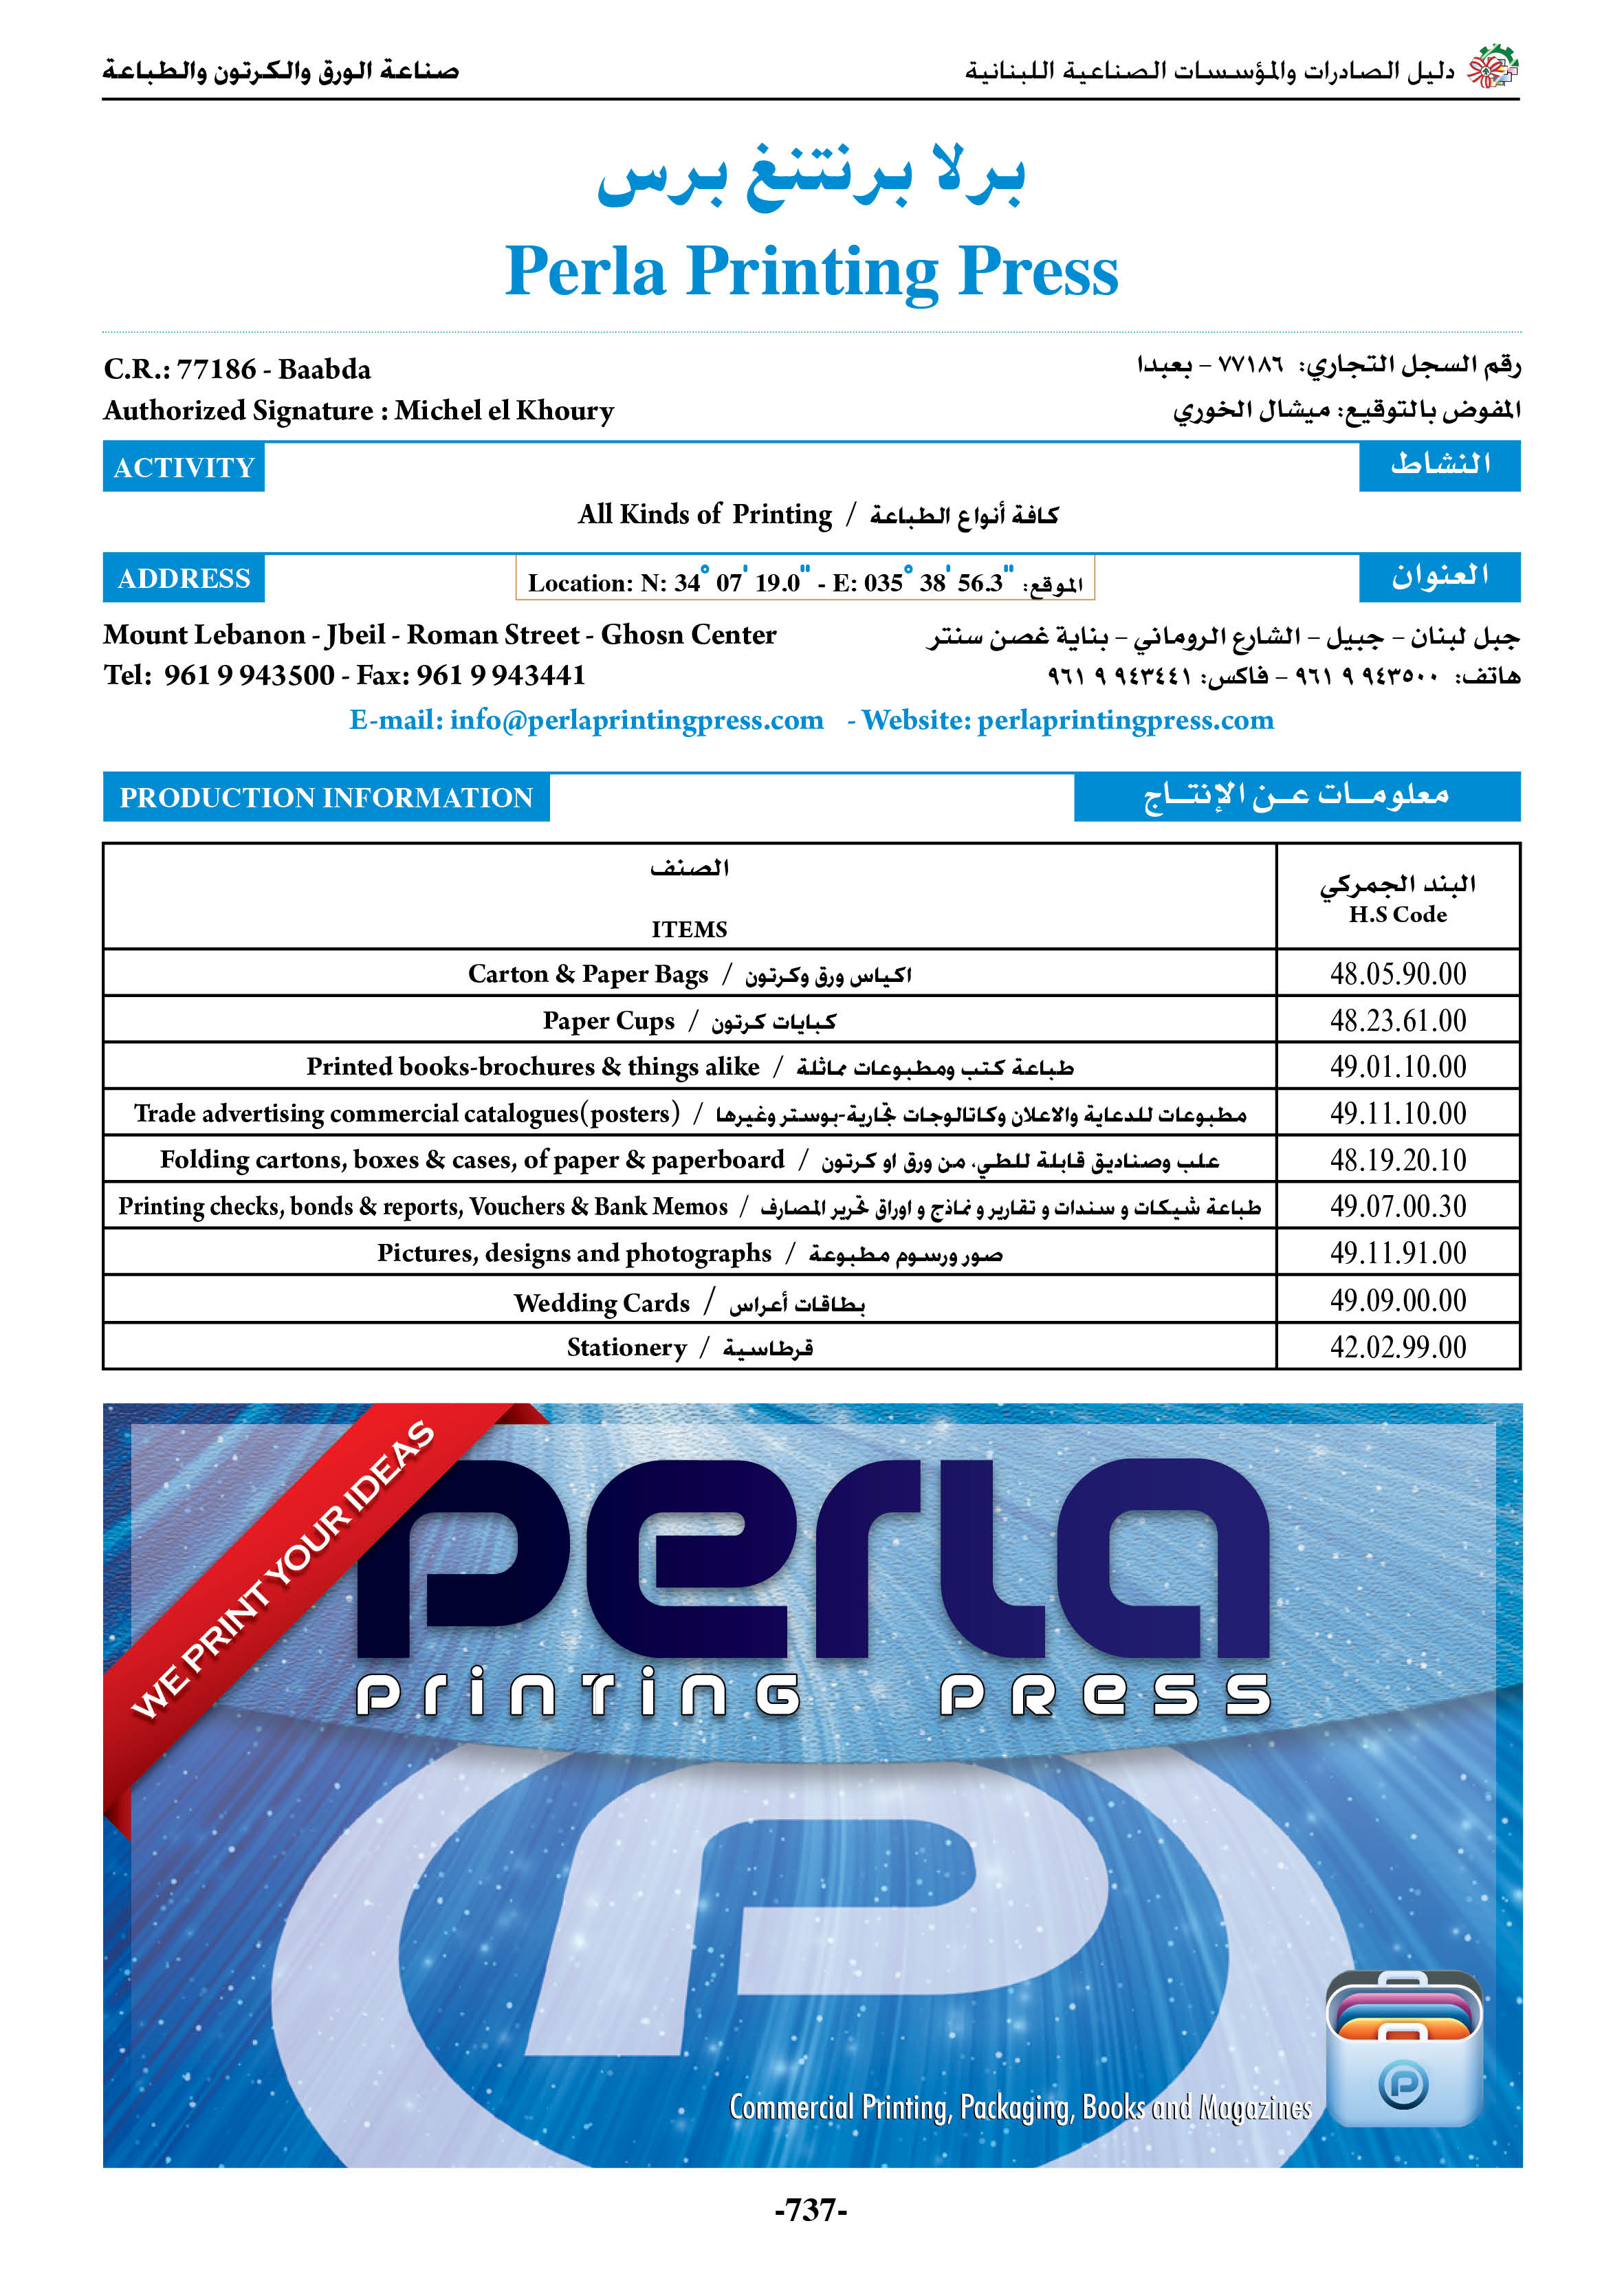 دليل الصادرات والمؤسسات الصناعية اللبنانية
صناعة الورق والكرتون والطباعة
برلا برنتنغ برس
Perla Printing Press
C.R.: 77186 - Baabda
رقم السجل التجاري: ٧٧١٨٦ – بعبدا
Authorized Signature : Michel el Khoury
المفوض بالتوقيع: ميشال الخوري
ACTIVITY
النشاط
All Kinds of Printing / كافة أنواع الطباعة
ADDRESS
Location: N: 34° 07' 19.0" - E: 035° 38' 56.3" الموقع:
العنوان
Mount Lebanon - Jbeil - Roman Street - Ghosn Center
جبل لبنان – جبيل – الشارع الروماني – بناية غصن سنتر
Tel: 961 9 943500 - Fax: 961 9 943441
هاتف: ٩٤٣٥٠٠ ٩ ٩٦١ – فاكس: ٩٤٣٤٤١ ٩ ٩٦١
E-mail: info@perlaprintingpress.com - Website: perlaprintingpress.com
PRODUCTION INFORMATION
معلومـات عـن الإنتـاج
الصنف
ITEMS
البند الجمركي
H.S Code
Carton & Paper Bags / اكياس ورق وكرتون 48.05.90.00
Paper Cups / كبايات كرتون 48.23.61.00
Printed books-brochures & things alike / طباعة كتب ومطبوعات مماثلة 49.01.10.00
Trade advertising commercial catalogues(posters) / مطبوعات للدعاية والاعلان وكاتالوجات تجارية-بوستر وغيرها 49.11.10.00
Folding cartons, boxes & cases, of paper & paperboard / علب وصناديق قابلة للطي، من ورق او كرتون 48.19.20.10
Printing checks, bonds & reports, Vouchers & Bank Memos / طباعة شيكات و سندات و تقارير و نماذج و اوراق تحرير المصارف 49.07.00.30
Pictures, designs and photographs / صور ورسوم مطبوعة 49.11.91.00
Wedding Cards / بطاقات أعراس 49.09.00.00
Stationery / قرطاسية 42.02.99.00
WE PRINT YOUR IDEAS
perla
PRINTING PRESS
Commercial Printing, Packaging, Books and Magazines
-737-